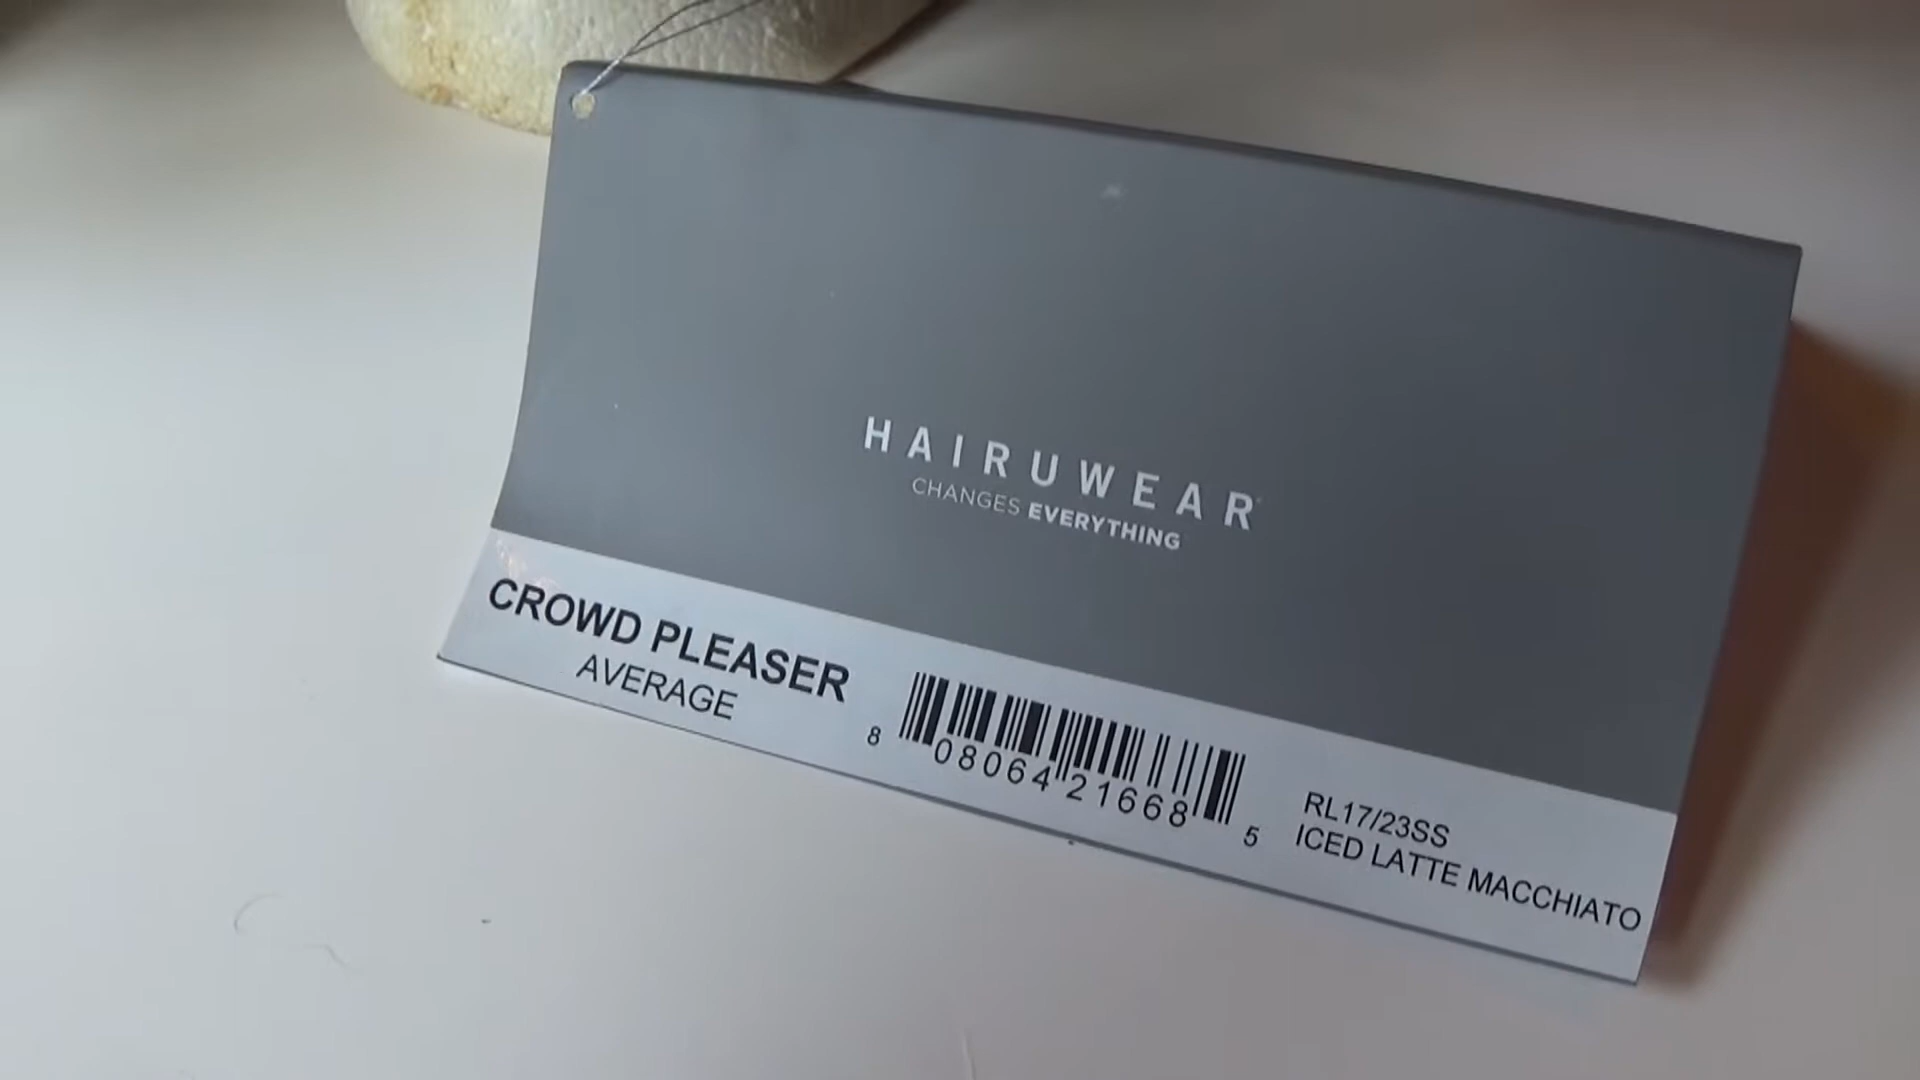 HAIRUWEAR
CHANGES EVERYTHING
CROWD PLEASER
AVERAGE
8 08064 21668 5
RL17/23SS
ICED LATTE MACCHIATO